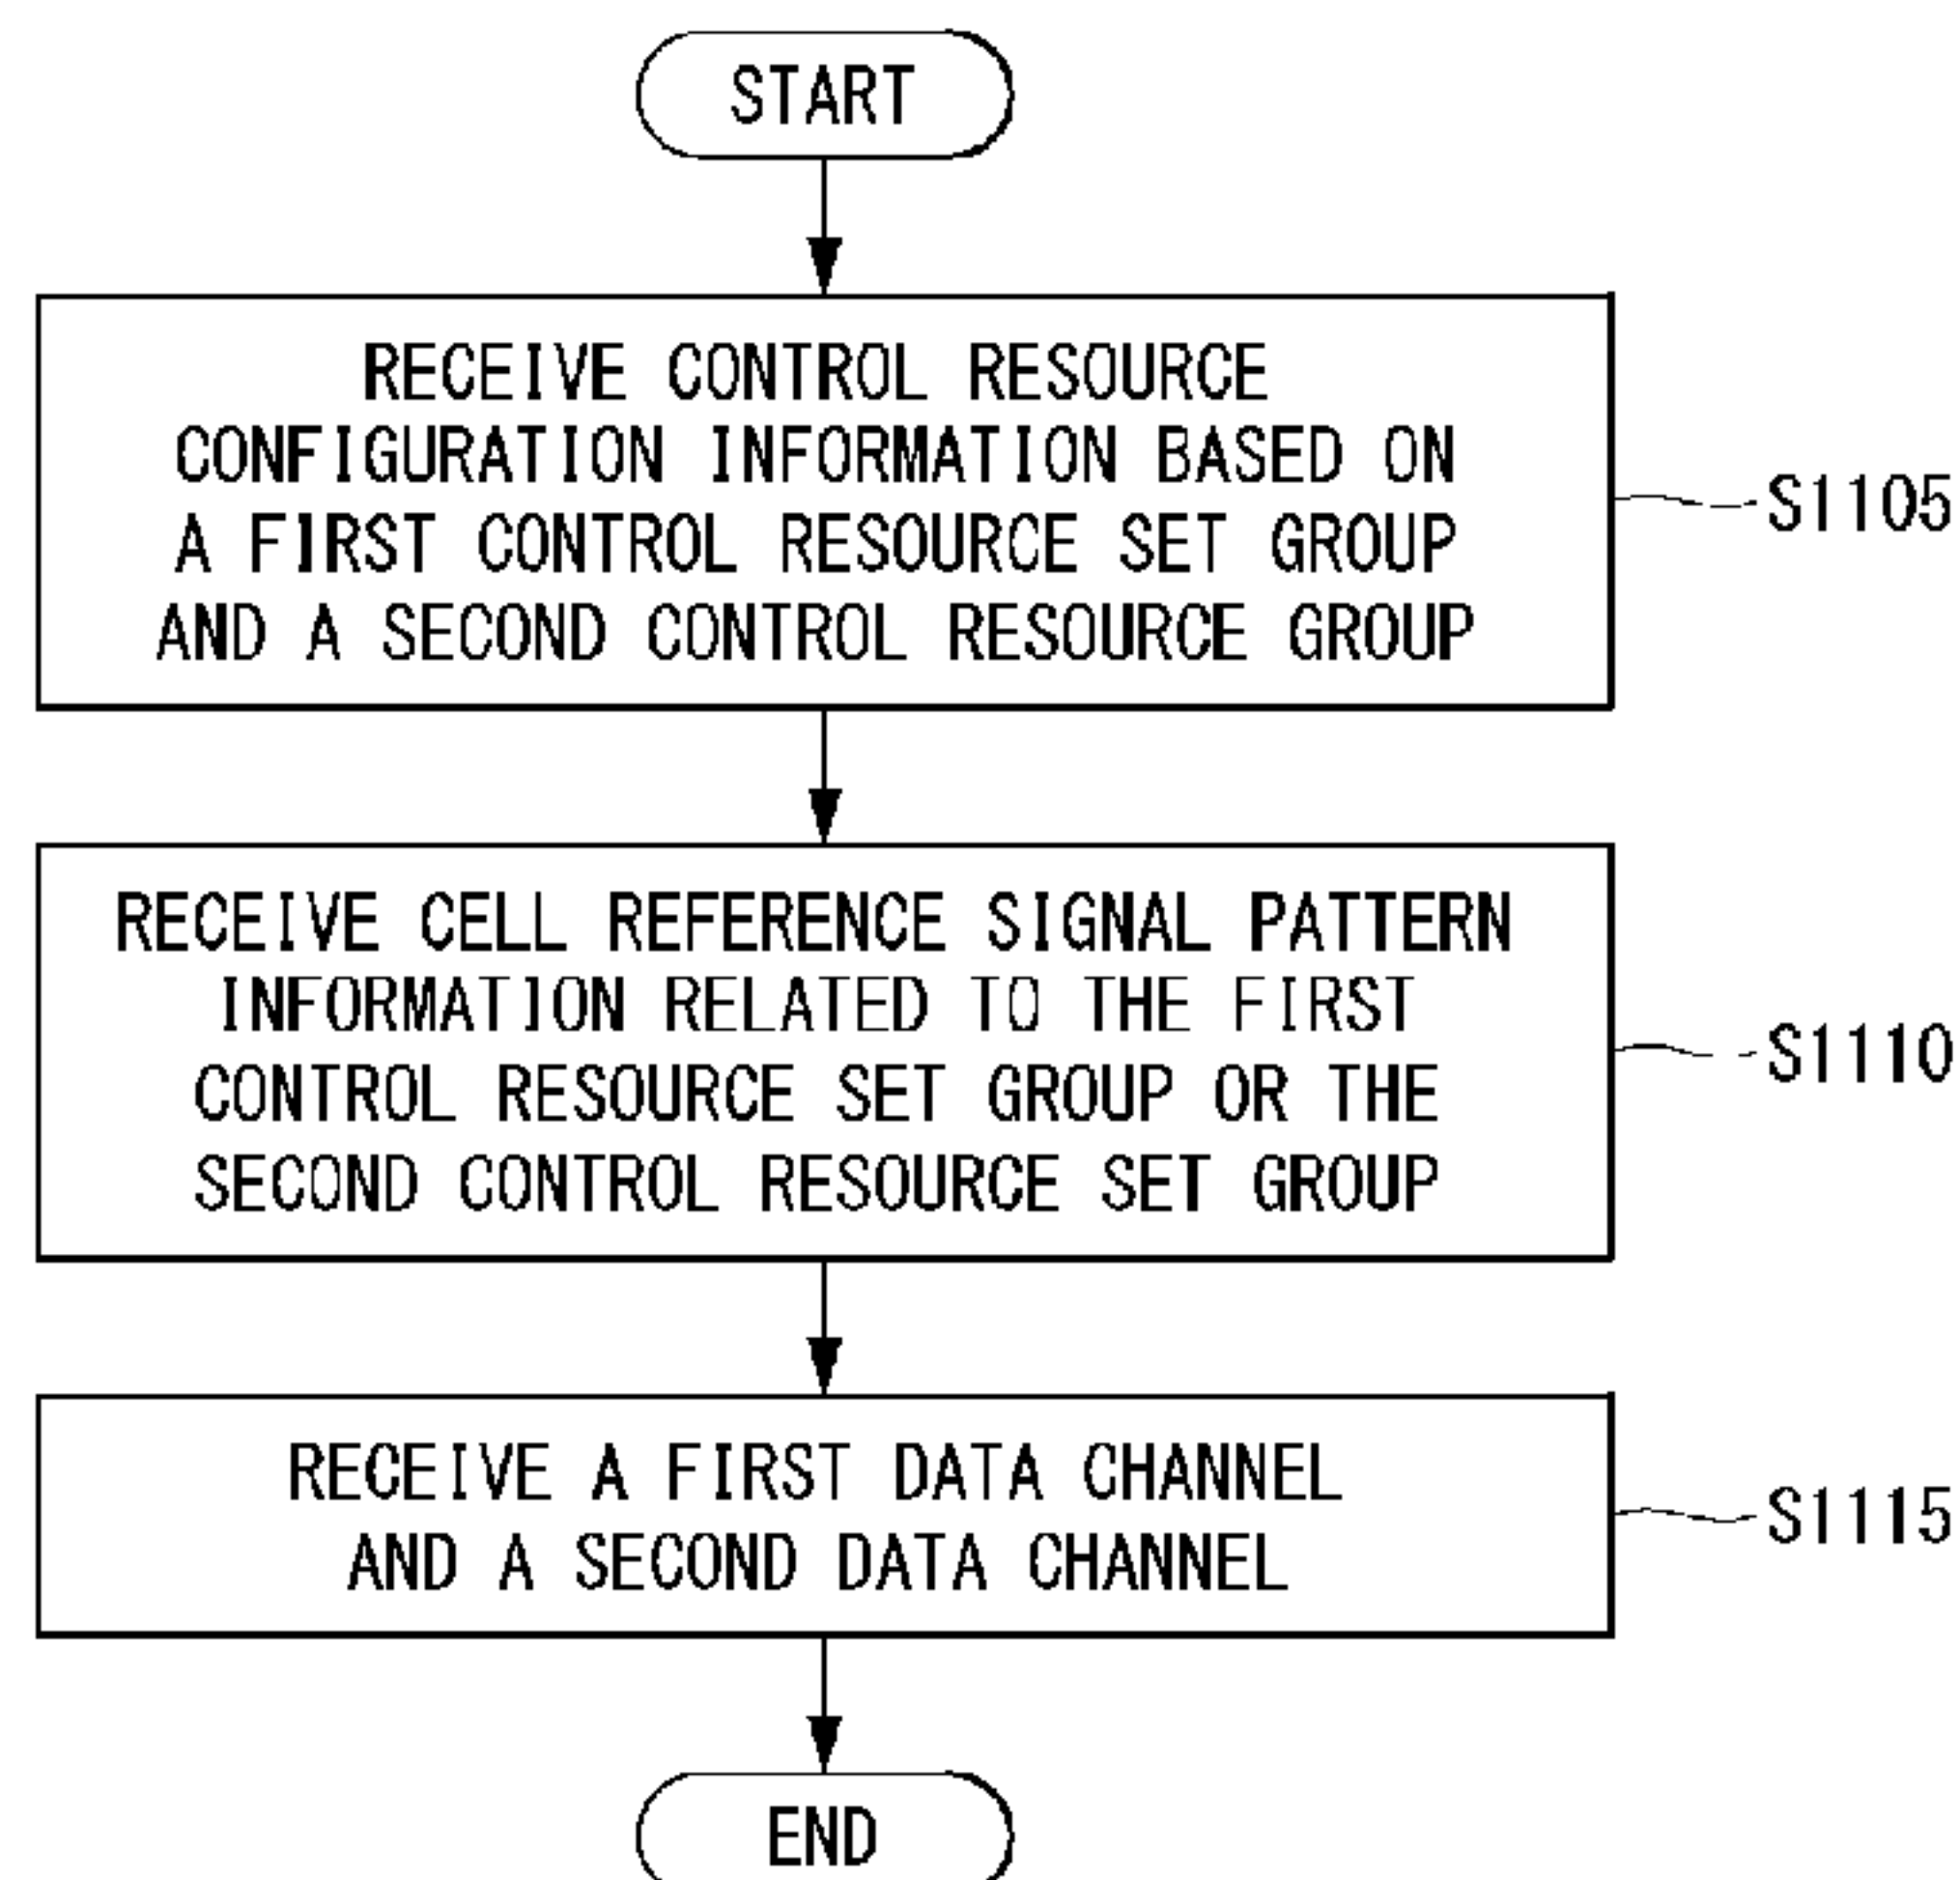 START
RECEIVE CONTROL RESOURCE
CONFIGURATION INFORMATION BASED ON
A FIRST CONTROL RESOURCE SET GROUP
AND A SECOND CONTROL RESOURCE GROUP
S1105
RECEIVE CELL REFERENCE SIGNAL PATTERN
INFORMATION RELATED TO THE FIRST
CONTROL RESOURCE SET GROUP OR THE
SECOND CONTROL RESOURCE SET GROUP
S1110
RECEIVE A FIRST DATA CHANNEL
AND A SECOND DATA CHANNEL
S1115
END